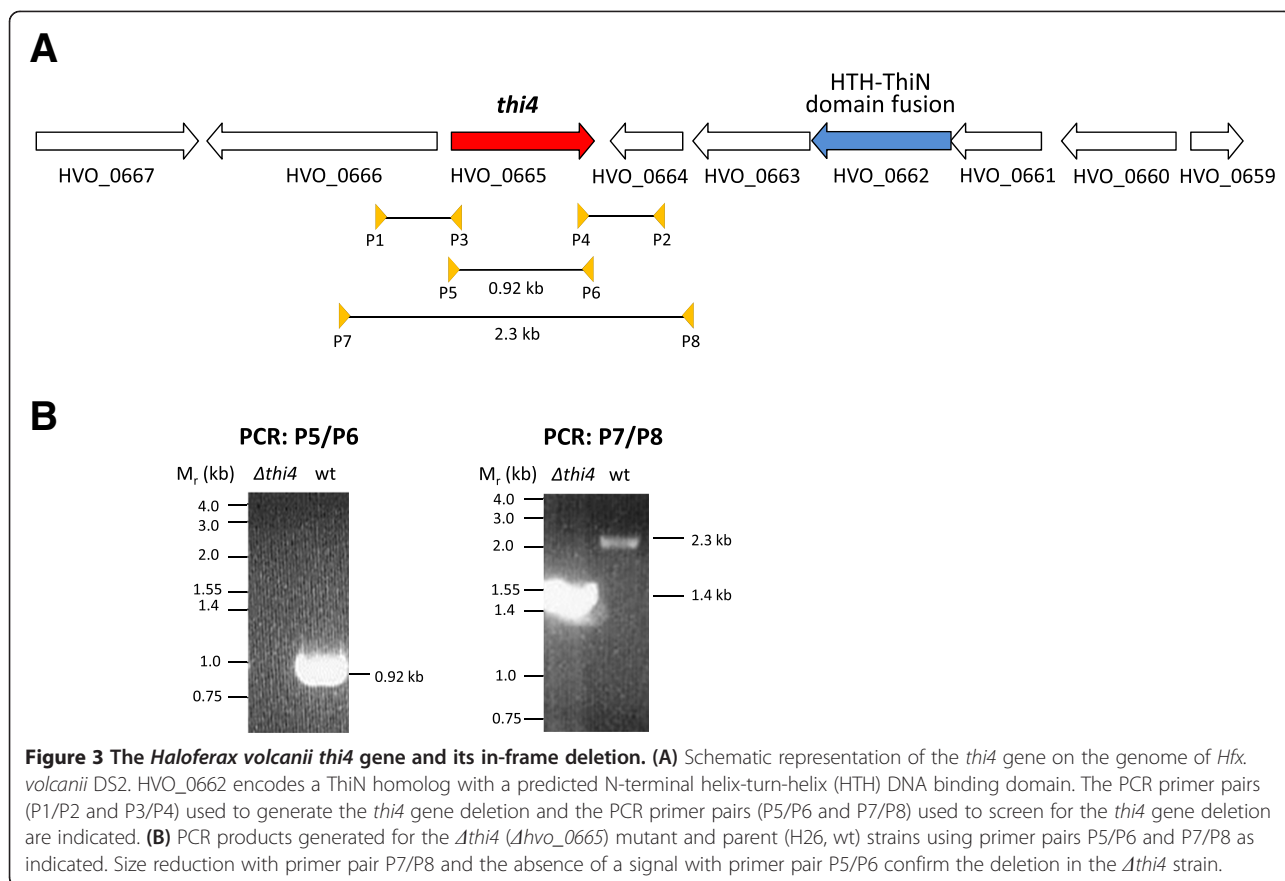 A
thi4
HTH-ThiN
domain fusion
HVO_0667 HVO_0666 HVO_0665 HVO_0664 HVO_0663 HVO_0662 HVO_0661 HVO_0660 HVO_0659
P1 P3 P4 P2
P5 0.92 kb P6
P7 2.3 kb P8
B
PCR: P5/P6
Mr (kb) Δthi4 wt
4.0
3.0
2.0
1.55
1.4
1.0
0.75
0.92 kb
PCR: P7/P8
Mr (kb) Δthi4 wt
4.0
3.0
2.0
1.55
1.4
1.0
0.75
2.3 kb
1.4 kb
Figure 3 The Haloferax volcanii thi4 gene and its in-frame deletion. (A) Schematic representation of the thi4 gene on the genome of Hfx.
volcanii DS2. HVO_0662 encodes a ThiN homolog with a predicted N-terminal helix-turn-helix (HTH) DNA binding domain. The PCR primer pairs
(P1/P2 and P3/P4) used to generate the thi4 gene deletion and the PCR primer pairs (P5/P6 and P7/P8) used to screen for the thi4 gene deletion
are indicated. (B) PCR products generated for the Δthi4 (Δhvo_0665) mutant and parent (H26, wt) strains using primer pairs P5/P6 and P7/P8 as
indicated. Size reduction with primer pair P7/P8 and the absence of a signal with primer pair P5/P6 confirm the deletion in the Δthi4 strain.